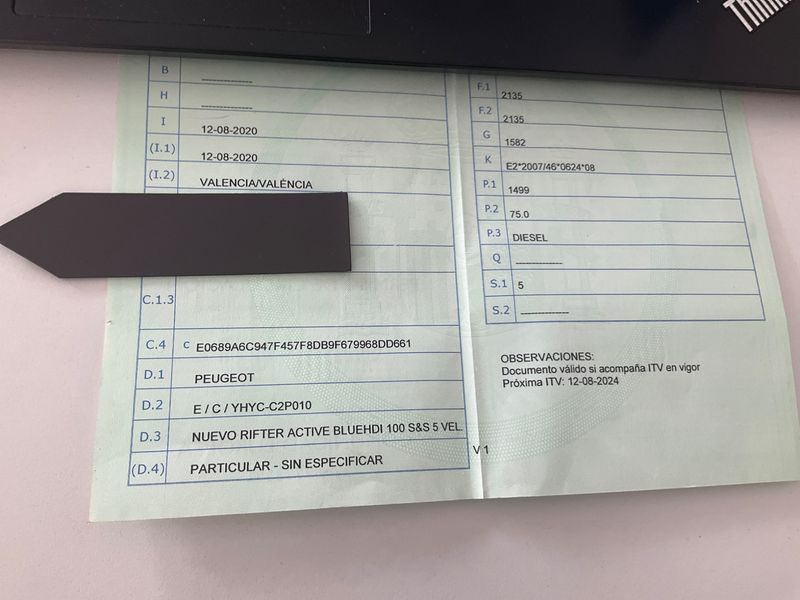 Think
B ---------------
H ---------------
I 12-08-2020
(I.1) 12-08-2020
(I.2) VALENCIA/VALÈNCIA
C.1.3
C.4 C E0689A6C947F457F8DB9F679968DD661
D.1 PEUGEOT
D.2 E / C / YHYC-C2P010
D.3 NUEVO RIFTER ACTIVE BLUEHDI 100 S&S 5 VEL.
(D.4) PARTICULAR - SIN ESPECIFICAR
V 1
F.1 2135
F.2 2135
G 1582
K E2*2007/46*0624*08
P.1 1499
P.2 75.0
P.3 DIESEL
Q ---------------
S.1 5
S.2 ---------------
OBSERVACIONES:
Documento válido si acompaña ITV en vigor
Próxima ITV: 12-08-2024